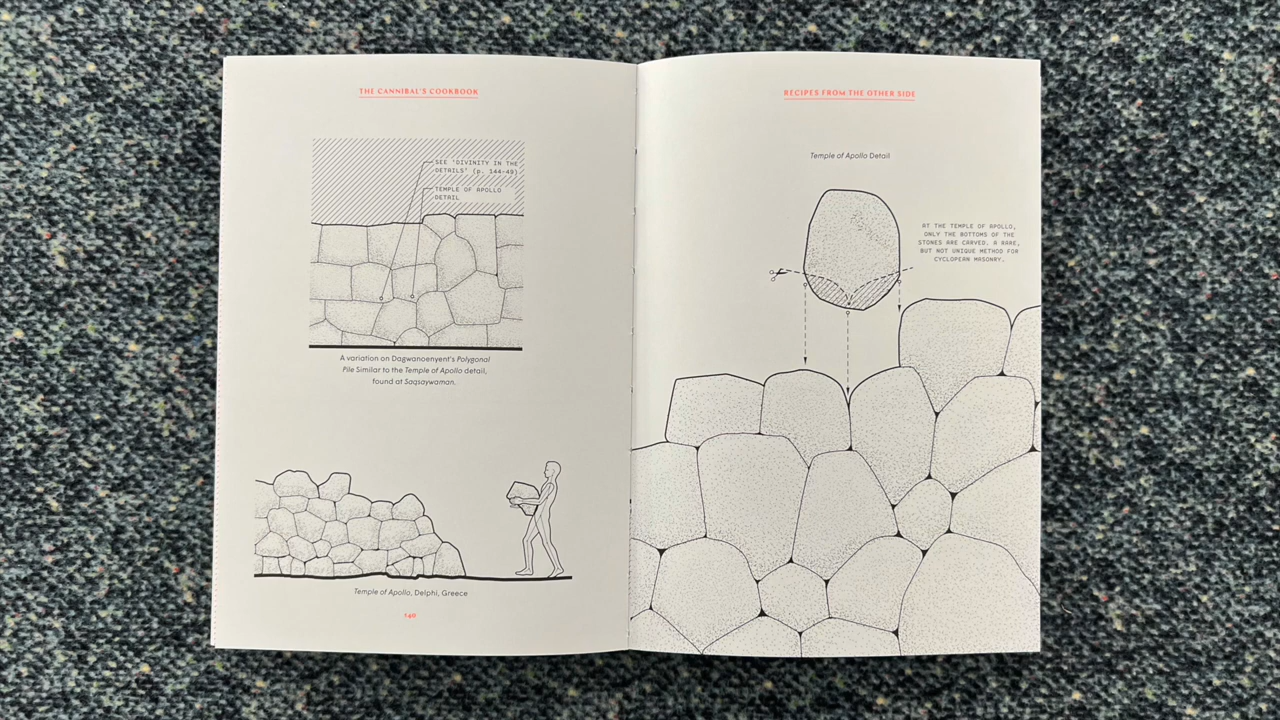 THE CANNIBAL'S COOKBOOK
SEE 'DIVINITY IN THE
DETAILS' (p. 144-49)
TEMPLE OF APOLLO
DETAIL
A variation on Dagwanoenyent's Polygonal
Pile Similar to the Temple of Apollo detail,
found at Saqsaywaman.
Temple of Apollo, Delphi, Greece
140
RECIPES FROM THE OTHER SIDE
Temple of Apollo Detail
AT THE TEMPLE OF APOLLO,
ONLY THE BOTTOMS OF THE
STONES ARE CARVED. A RARE,
BUT NOT UNIQUE METHOD FOR
CYCLOPEAN MASONRY.